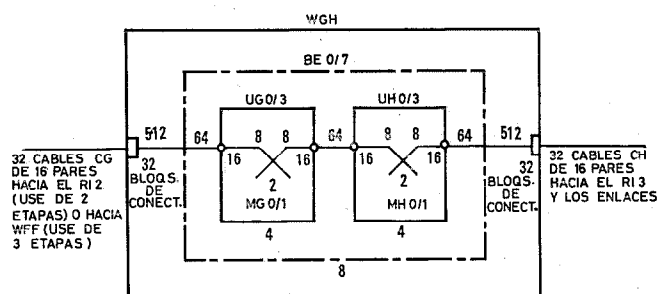 WGH
BE 0/7
UG 0/3
UH 0/3
512
64
8 8
64
8 8
64
512
16
16
16
16
2
2
MG 0/1
MH 0/1
4
4
8
32
BLOQS.
DE
CONECT.
32
BLOQS.
DE
CONECT.
32 CABLES CG
DE 16 PARES
HACIA EL RI 2
(USE DE 2
ETAPAS) O HACIA
WFF (USE DE
3 ETAPAS)
32 CABLES CH
DE 16 PARES
HACIA EL RI 3
Y LOS ENLACES